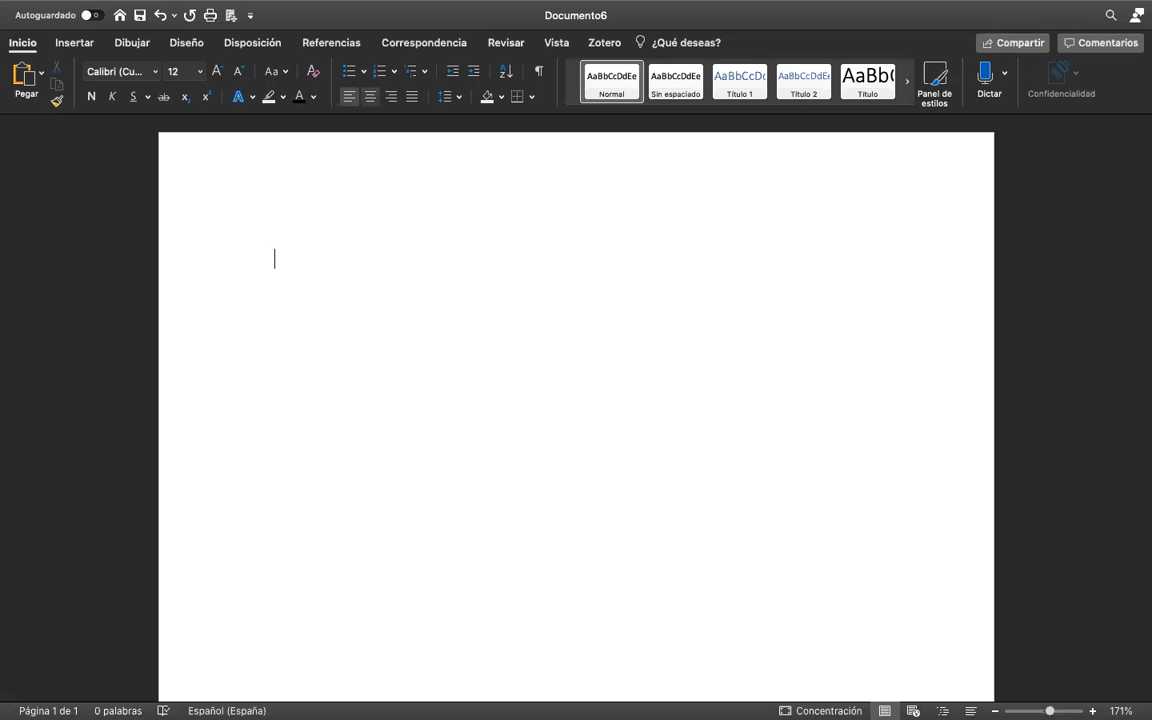 Autoguardado
Documento6
Inicio Insertar Dibujar Diseño Disposición Referencias Correspondencia Revisar Vista Zotero ¿Qué deseas? Compartir Comentarios
Pegar
Calibri (Cu... 12 Aa
N K S ab x₂ x² A A
AaBbCcDdEe AaBbCcDdEe AaBbCcDc AaBbCcDdEe AaBb(
Normal Sin espaciado Título 1 Título 2 Título
Panel de estilos
Dictar
Confidencialidad
Página 1 de 1 0 palabras Español (España) Concentración 171%